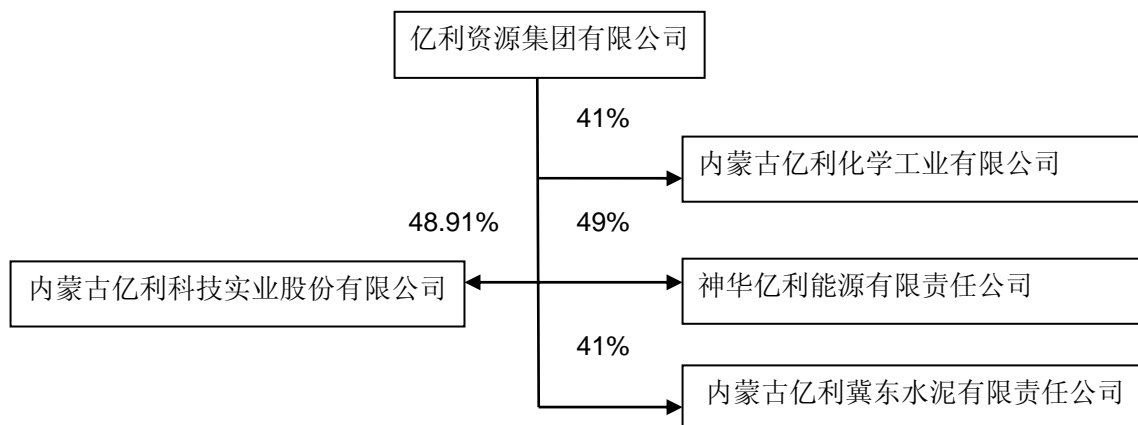 亿利资源集团有限公司
41%
内蒙古亿利化学工业有限公司
48.91%
49%
内蒙古亿利科技实业股份有限公司
神华亿利能源有限责任公司
41%
内蒙古亿利冀东水泥有限责任公司